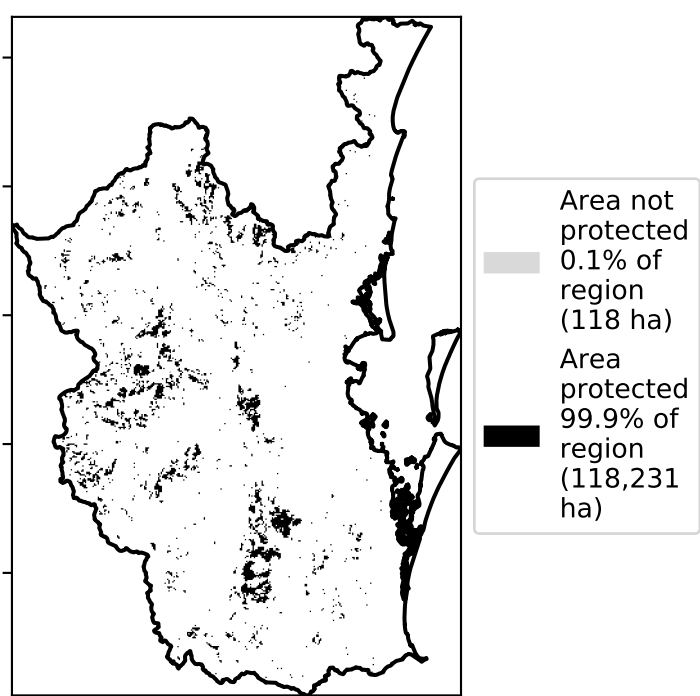 Area not
protected
0.1% of
region
(118 ha)
Area
protected
99.9% of
region
(118,231
ha)